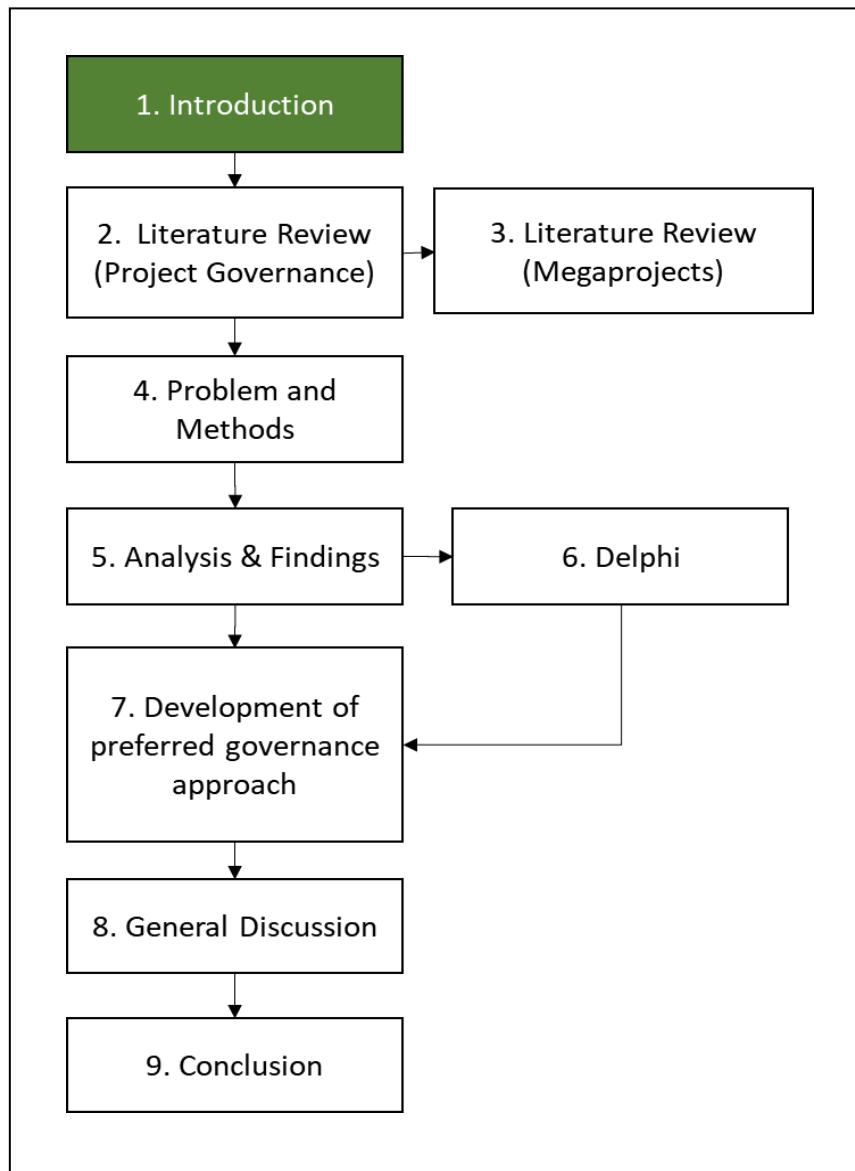 1. Introduction
2. Literature Review
(Project Governance)
3. Literature Review
(Megaprojects)
4. Problem and
Methods
5. Analysis & Findings
6. Delphi
7. Development of
preferred governance
approach
8. General Discussion
9. Conclusion